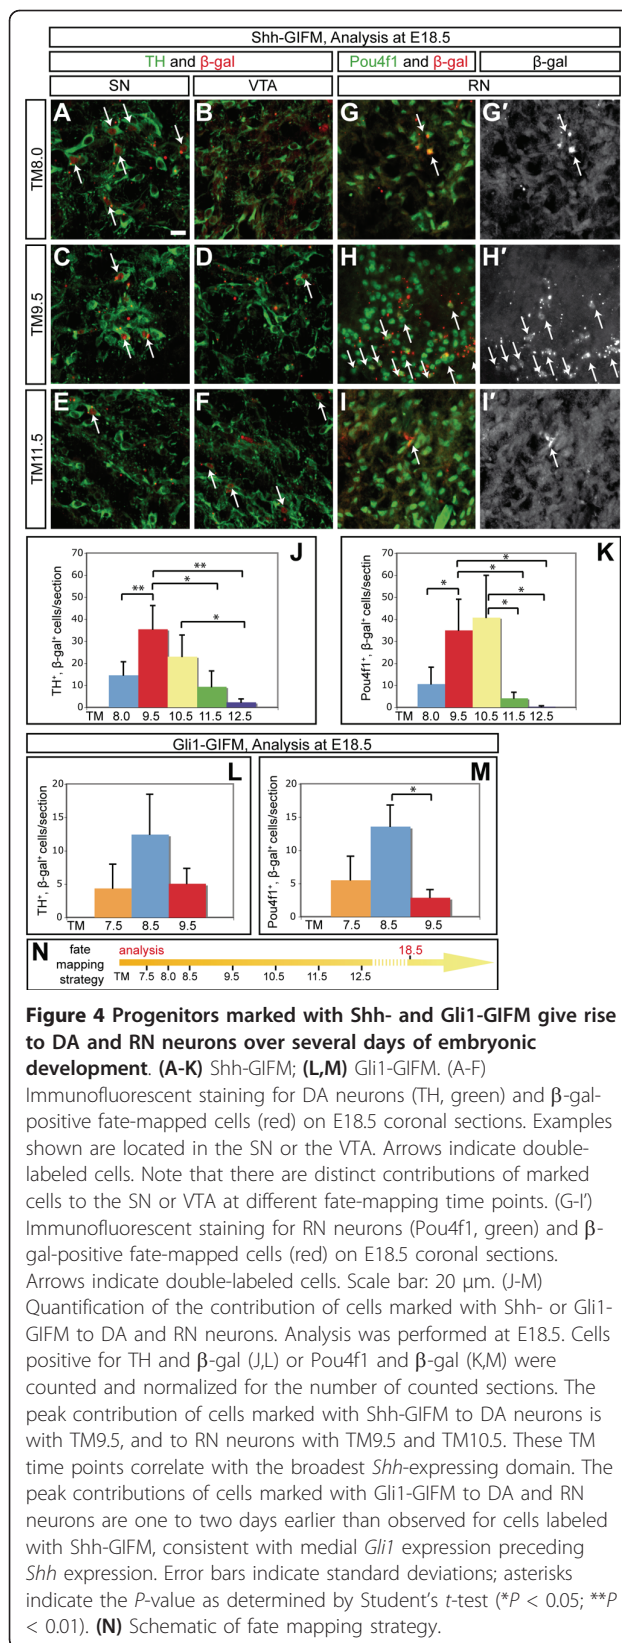 Shh-GIFM, Analysis at E18.5
TH and β-gal
Pou4f1 and β-gal
β-gal
SN
VTA
RN
TM8.0
A
B
G
G′
TM9.5
C
D
H
H′
TM11.5
E
F
I
I′
J
TH⁺, β-gal⁺ cells/section
70
60
50
40
30
20
10
0
TM 8.0 9.5 10.5 11.5 12.5
**
*
**
*
K
Pou4f1⁺, β-gal⁺ cells/sectin
70
60
50
40
30
20
10
0
TM 8.0 9.5 10.5 11.5 12.5
*
*
*
*
*
Gli1-GIFM, Analysis at E18.5
L
TH⁺, β-gal⁺ cells/section
20
15
10
5
0
TM 7.5 8.5 9.5
M
Pou4f1⁺, β-gal⁺ cells/section
20
15
10
5
0
TM 7.5 8.5 9.5
*
N
fate
mapping
strategy
analysis
18.5
TM 7.5 8.0 8.5 9.5 10.5 11.5 12.5
Figure 4 Progenitors marked with Shh- and Gli1-GIFM give rise
to DA and RN neurons over several days of embryonic
development. (A-K) Shh-GIFM; (L,M) Gli1-GIFM. (A-F)
Immunofluorescent staining for DA neurons (TH, green) and β-gal-
positive fate-mapped cells (red) on E18.5 coronal sections. Examples
shown are located in the SN or the VTA. Arrows indicate double-
labeled cells. Note that there are distinct contributions of marked
cells to the SN or VTA at different fate-mapping time points. (G-I′)
Immunofluorescent staining for RN neurons (Pou4f1, green) and β-
gal-positive fate-mapped cells (red) on E18.5 coronal sections.
Arrows indicate double-labeled cells. Scale bar: 20 μm. (J-M)
Quantification of the contribution of cells marked with Shh- or Gli1-
GIFM to DA and RN neurons. Analysis was performed at E18.5. Cells
positive for TH and β-gal (J,L) or Pou4f1 and β-gal (K,M) were
counted and normalized for the number of counted sections. The
peak contribution of cells marked with Shh-GIFM to DA neurons is
with TM9.5, and to RN neurons with TM9.5 and TM10.5. These TM
time points correlate with the broadest Shh-expressing domain. The
peak contributions of cells marked with Gli1-GIFM to DA and RN
neurons are one to two days earlier than observed for cells labeled
with Shh-GIFM, consistent with medial Gli1 expression preceding
Shh expression. Error bars indicate standard deviations; asterisks
indicate the P-value as determined by Student's t-test (*P < 0.05; **P
< 0.01). (N) Schematic of fate mapping strategy.